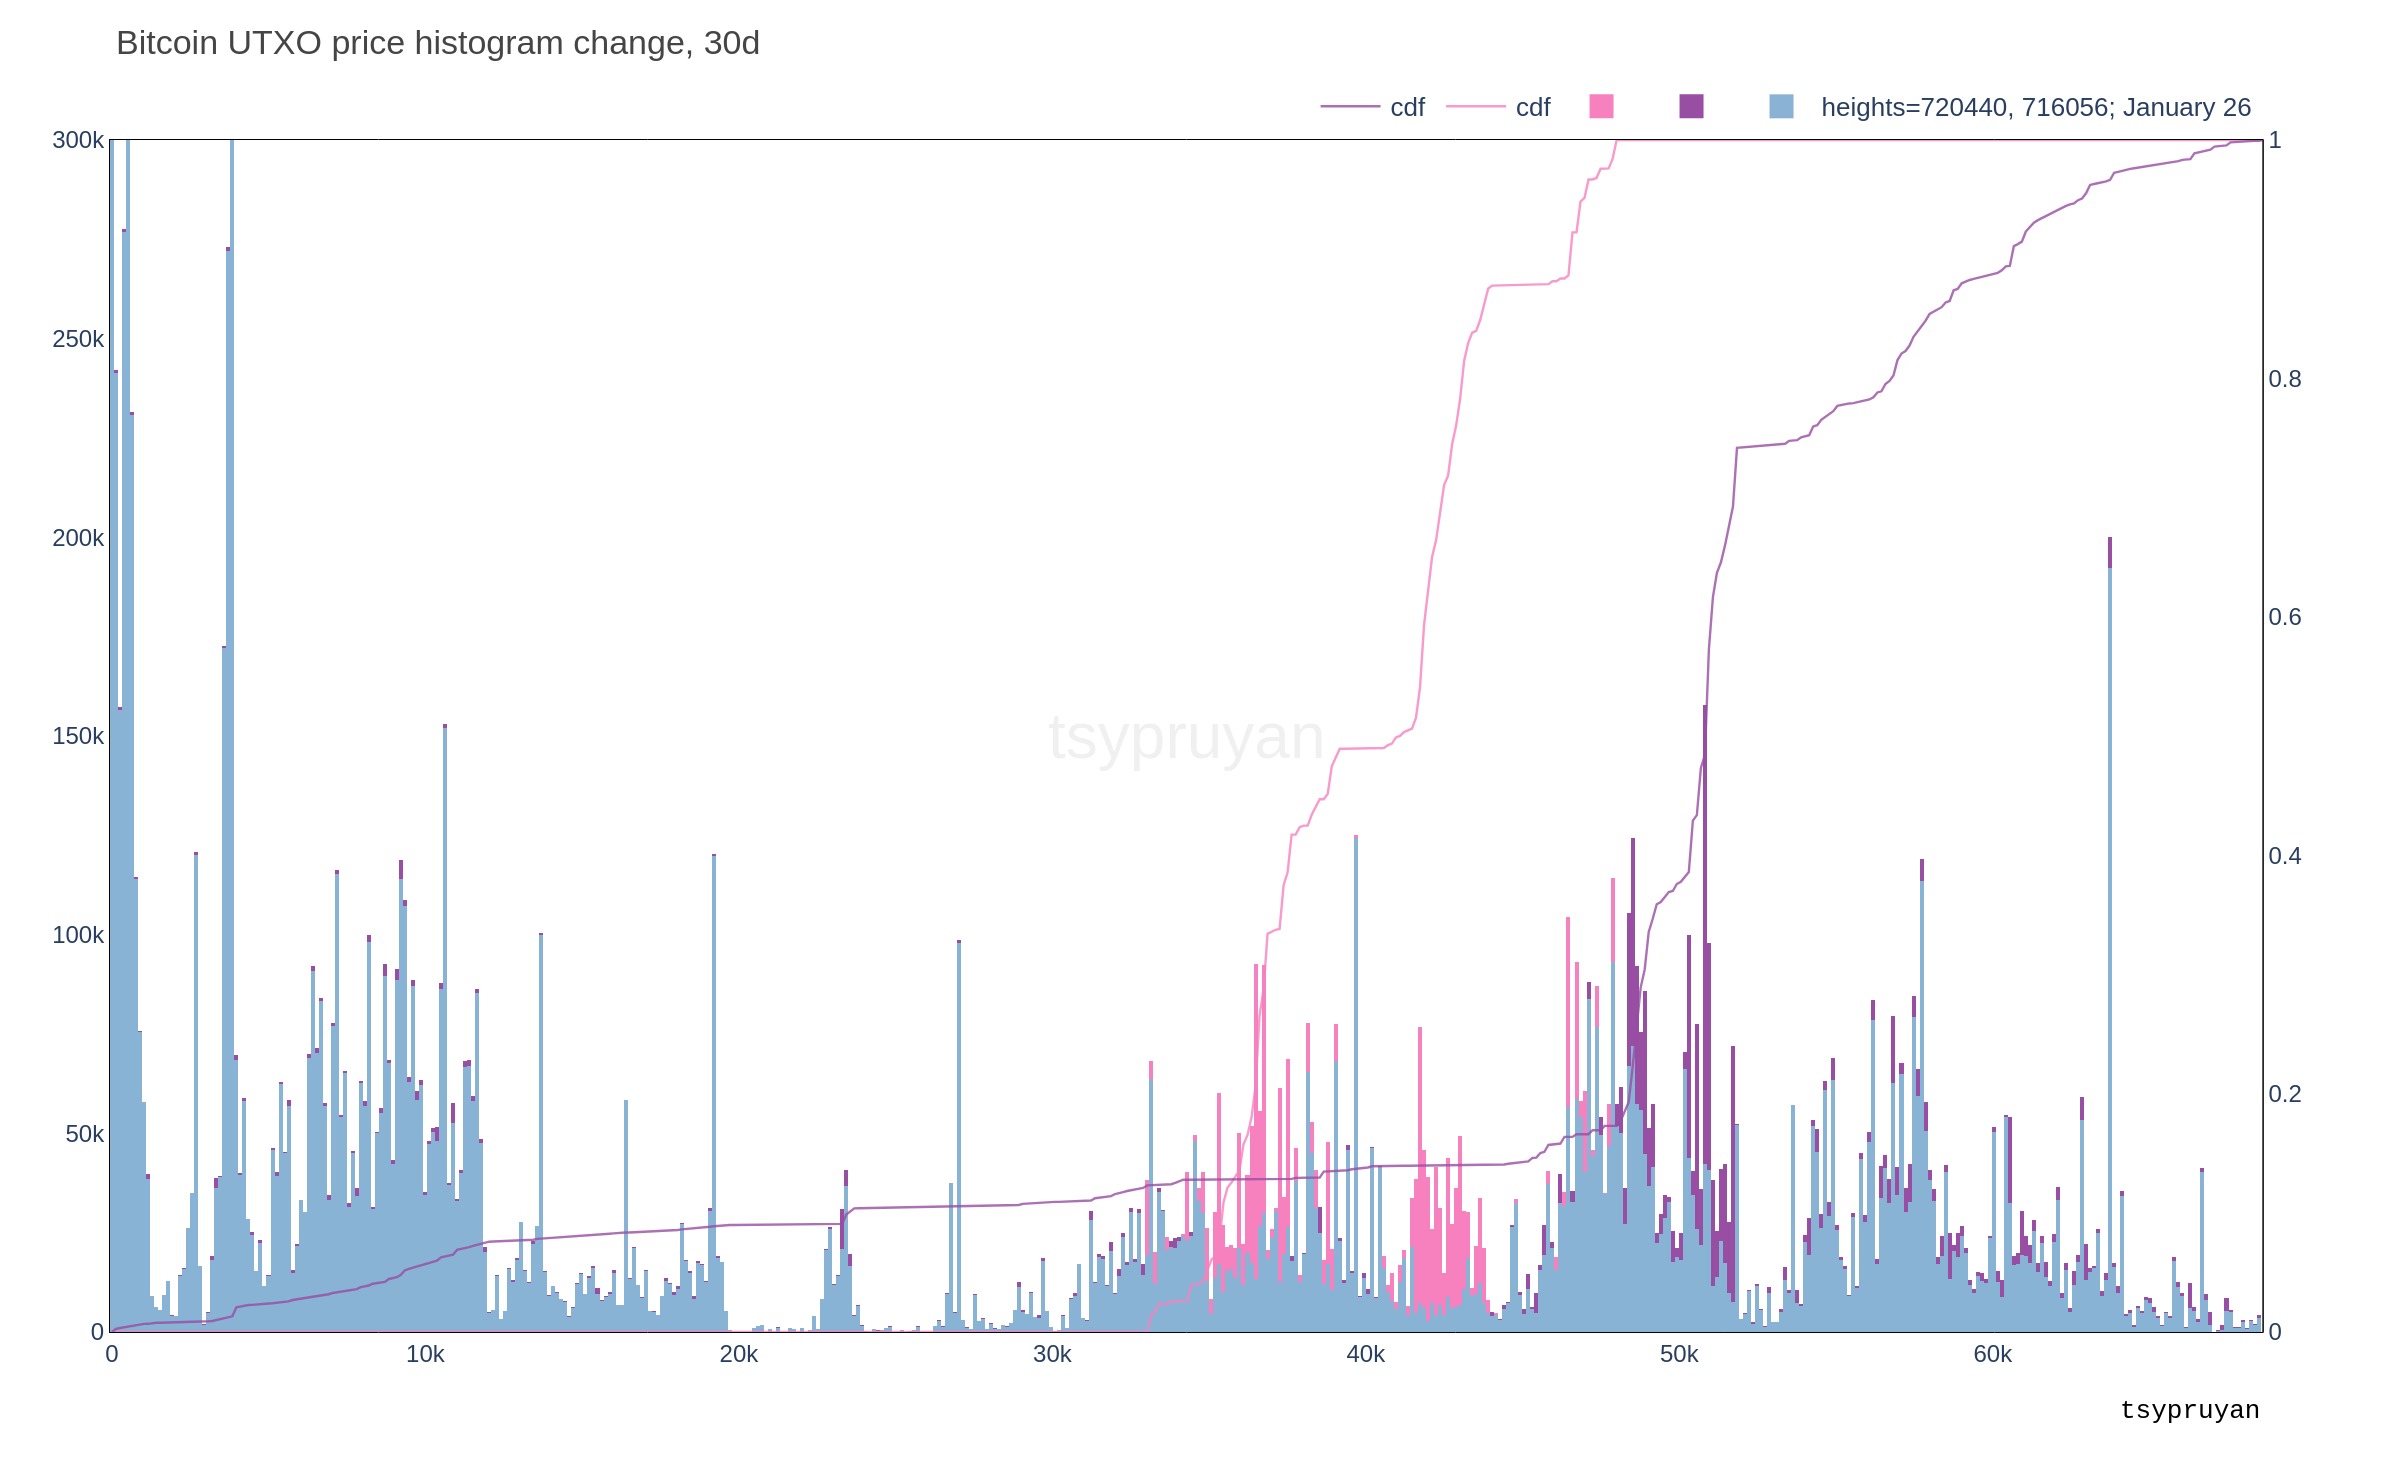 Bitcoin UTXO price histogram change, 30d
cdf cdf heights=720440, 716056; January 26
300k
250k
200k
150k
100k
50k
0
1
0.8
0.6
0.4
0.2
0
tsypruyan
0 10k 20k 30k 40k 50k 60k
tsypruyan